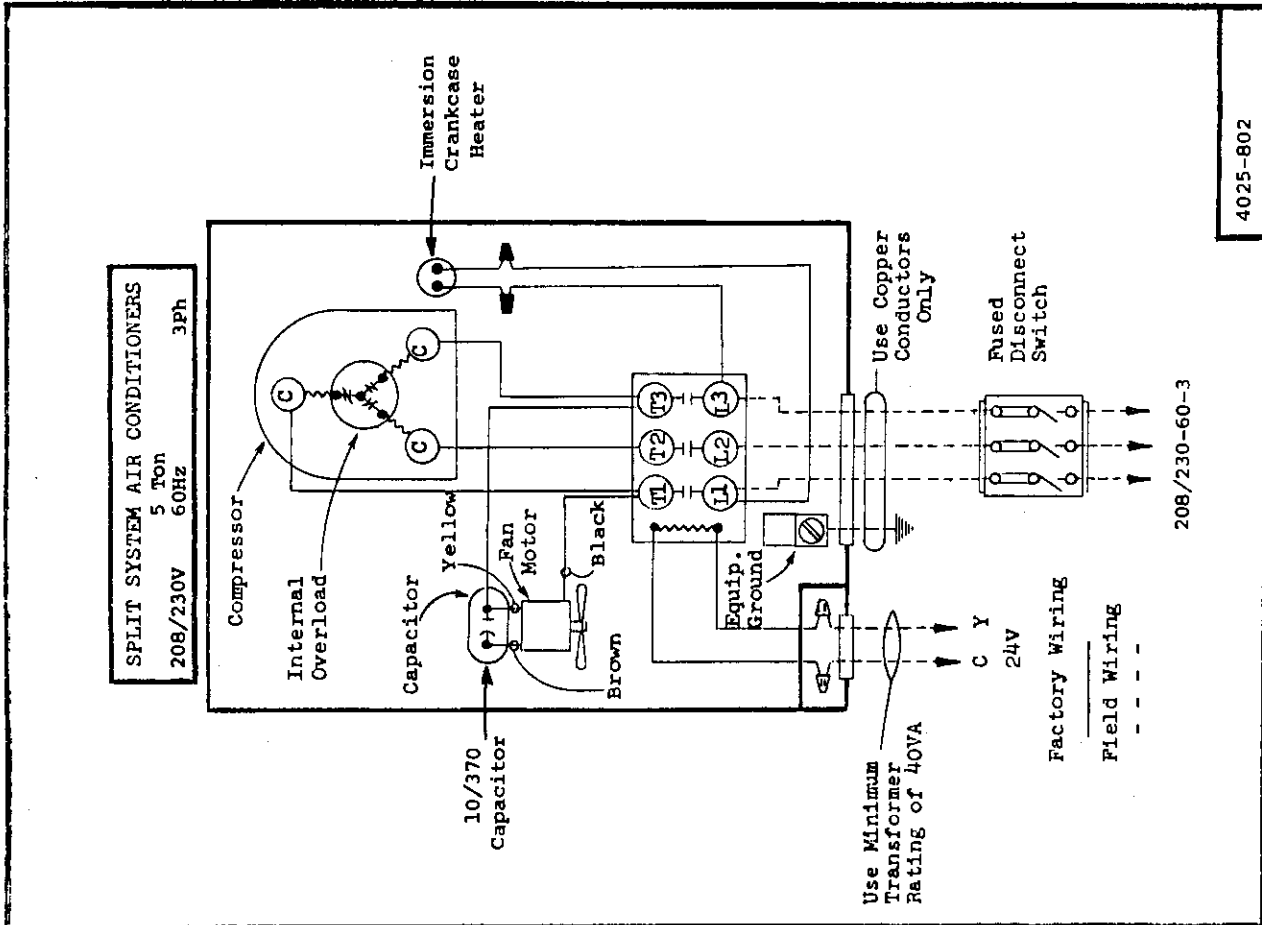 SPLIT SYSTEM AIR CONDITIONERS
5 Ton
208/230V 60Hz 3Ph
Compressor
Internal
Overload
Capacitor
Yellow
Fan
Motor
10/370
Capacitor
Brown
Black
C
C
C
Immersion
Crankcase
Heater
T1 T2 T3
L1 L2 L3
Equip.
Ground
Use Copper
Conductors
Only
Fused
Disconnect
Switch
Use Minimum
Transformer
Rating of 40VA
C Y
24V
208/230-60-3
Factory Wiring
Field Wiring
4025-802